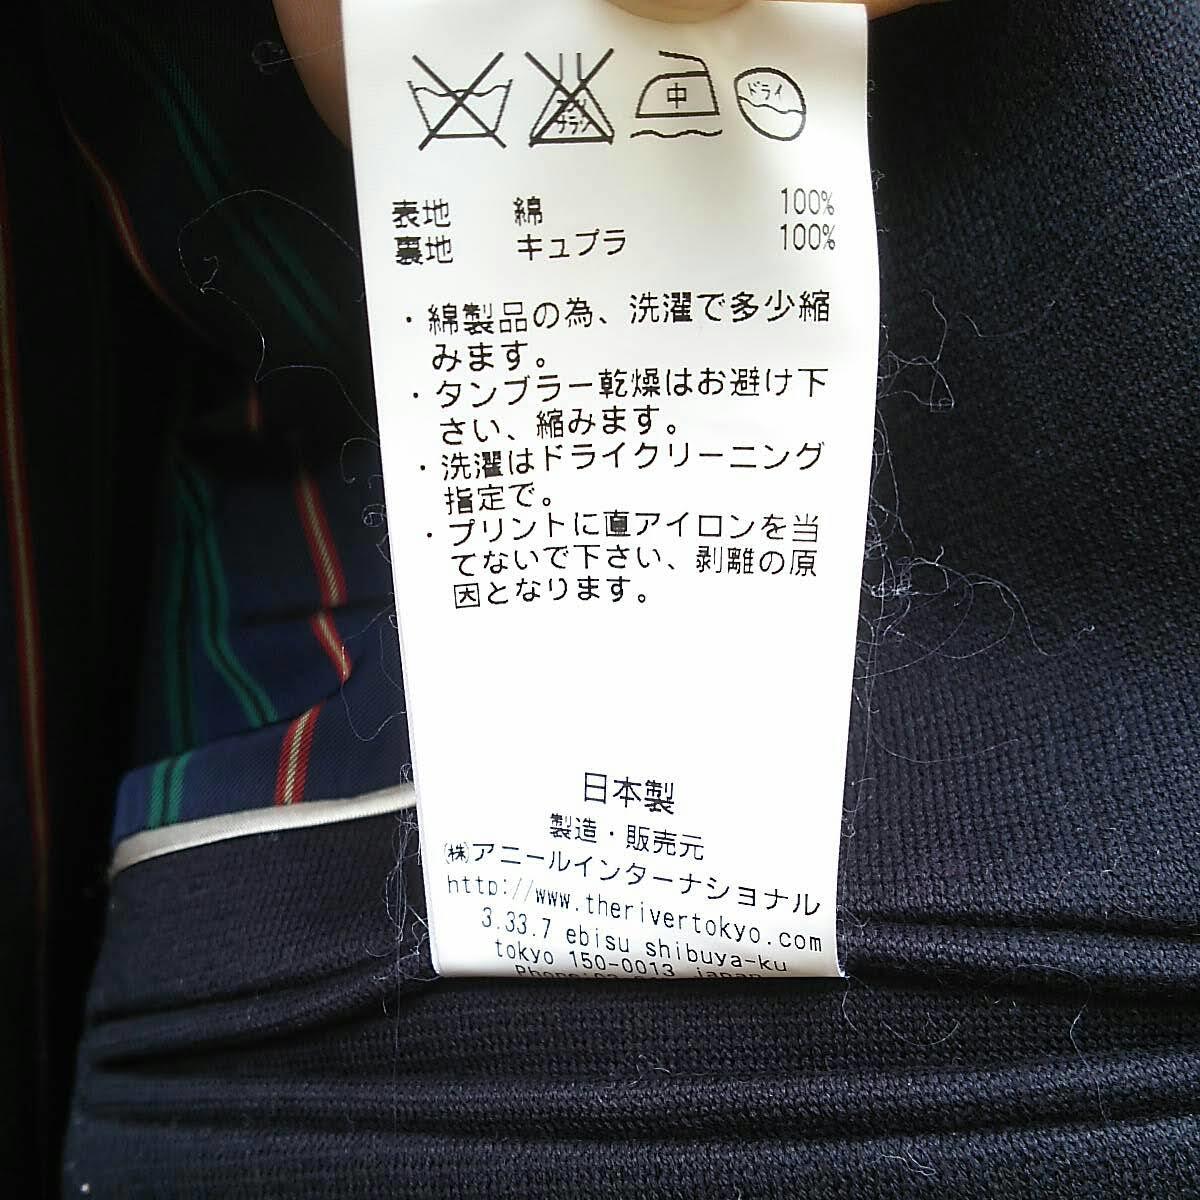 エンソ サラシ 中 ドライ
表地 綿 100%
裏地 キュプラ 100%
・綿製品の為、洗濯で多少縮
みます。
・タンブラー乾燥はお避け下
さい、縮みます。
・洗濯はドライクリーニング
指定で。
・プリントに直アイロンを当
てないで下さい、剥離の原
因となります。
日本製
製造・販売元
㈱アニールインターナショナル
http://www.therivertokyo.com
3.33.7 ebisu shibuya-ku
tokyo 150-0013 japan